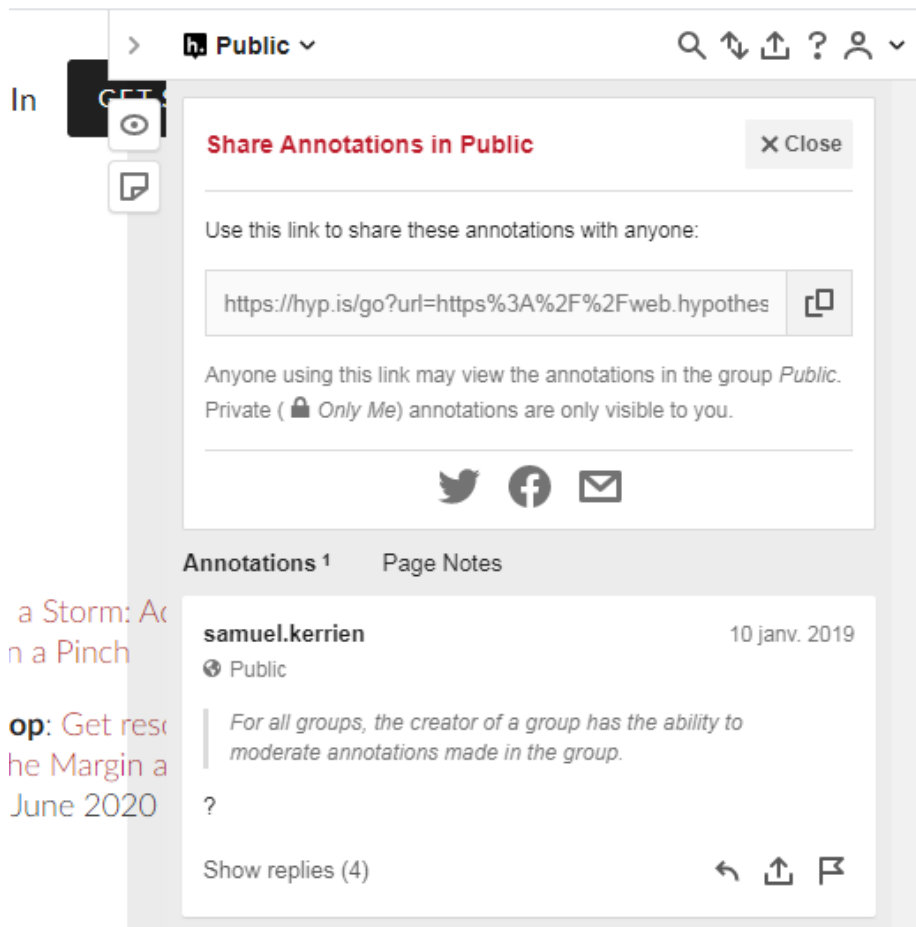 h. Public
In
GET S
Share Annotations in Public
Close
Use this link to share these annotations with anyone:
https://hyp.is/go?url=https%3A%2F%2Fweb.hypothes
Anyone using this link may view the annotations in the group Public.
Private ( Only Me) annotations are only visible to you.
Annotations 1
Page Notes
a Storm: Ac
n a Pinch
op: Get reso
he Margin a
June 2020
samuel.kerrien
10 janv. 2019
Public
For all groups, the creator of a group has the ability to
moderate annotations made in the group.
?
Show replies (4)